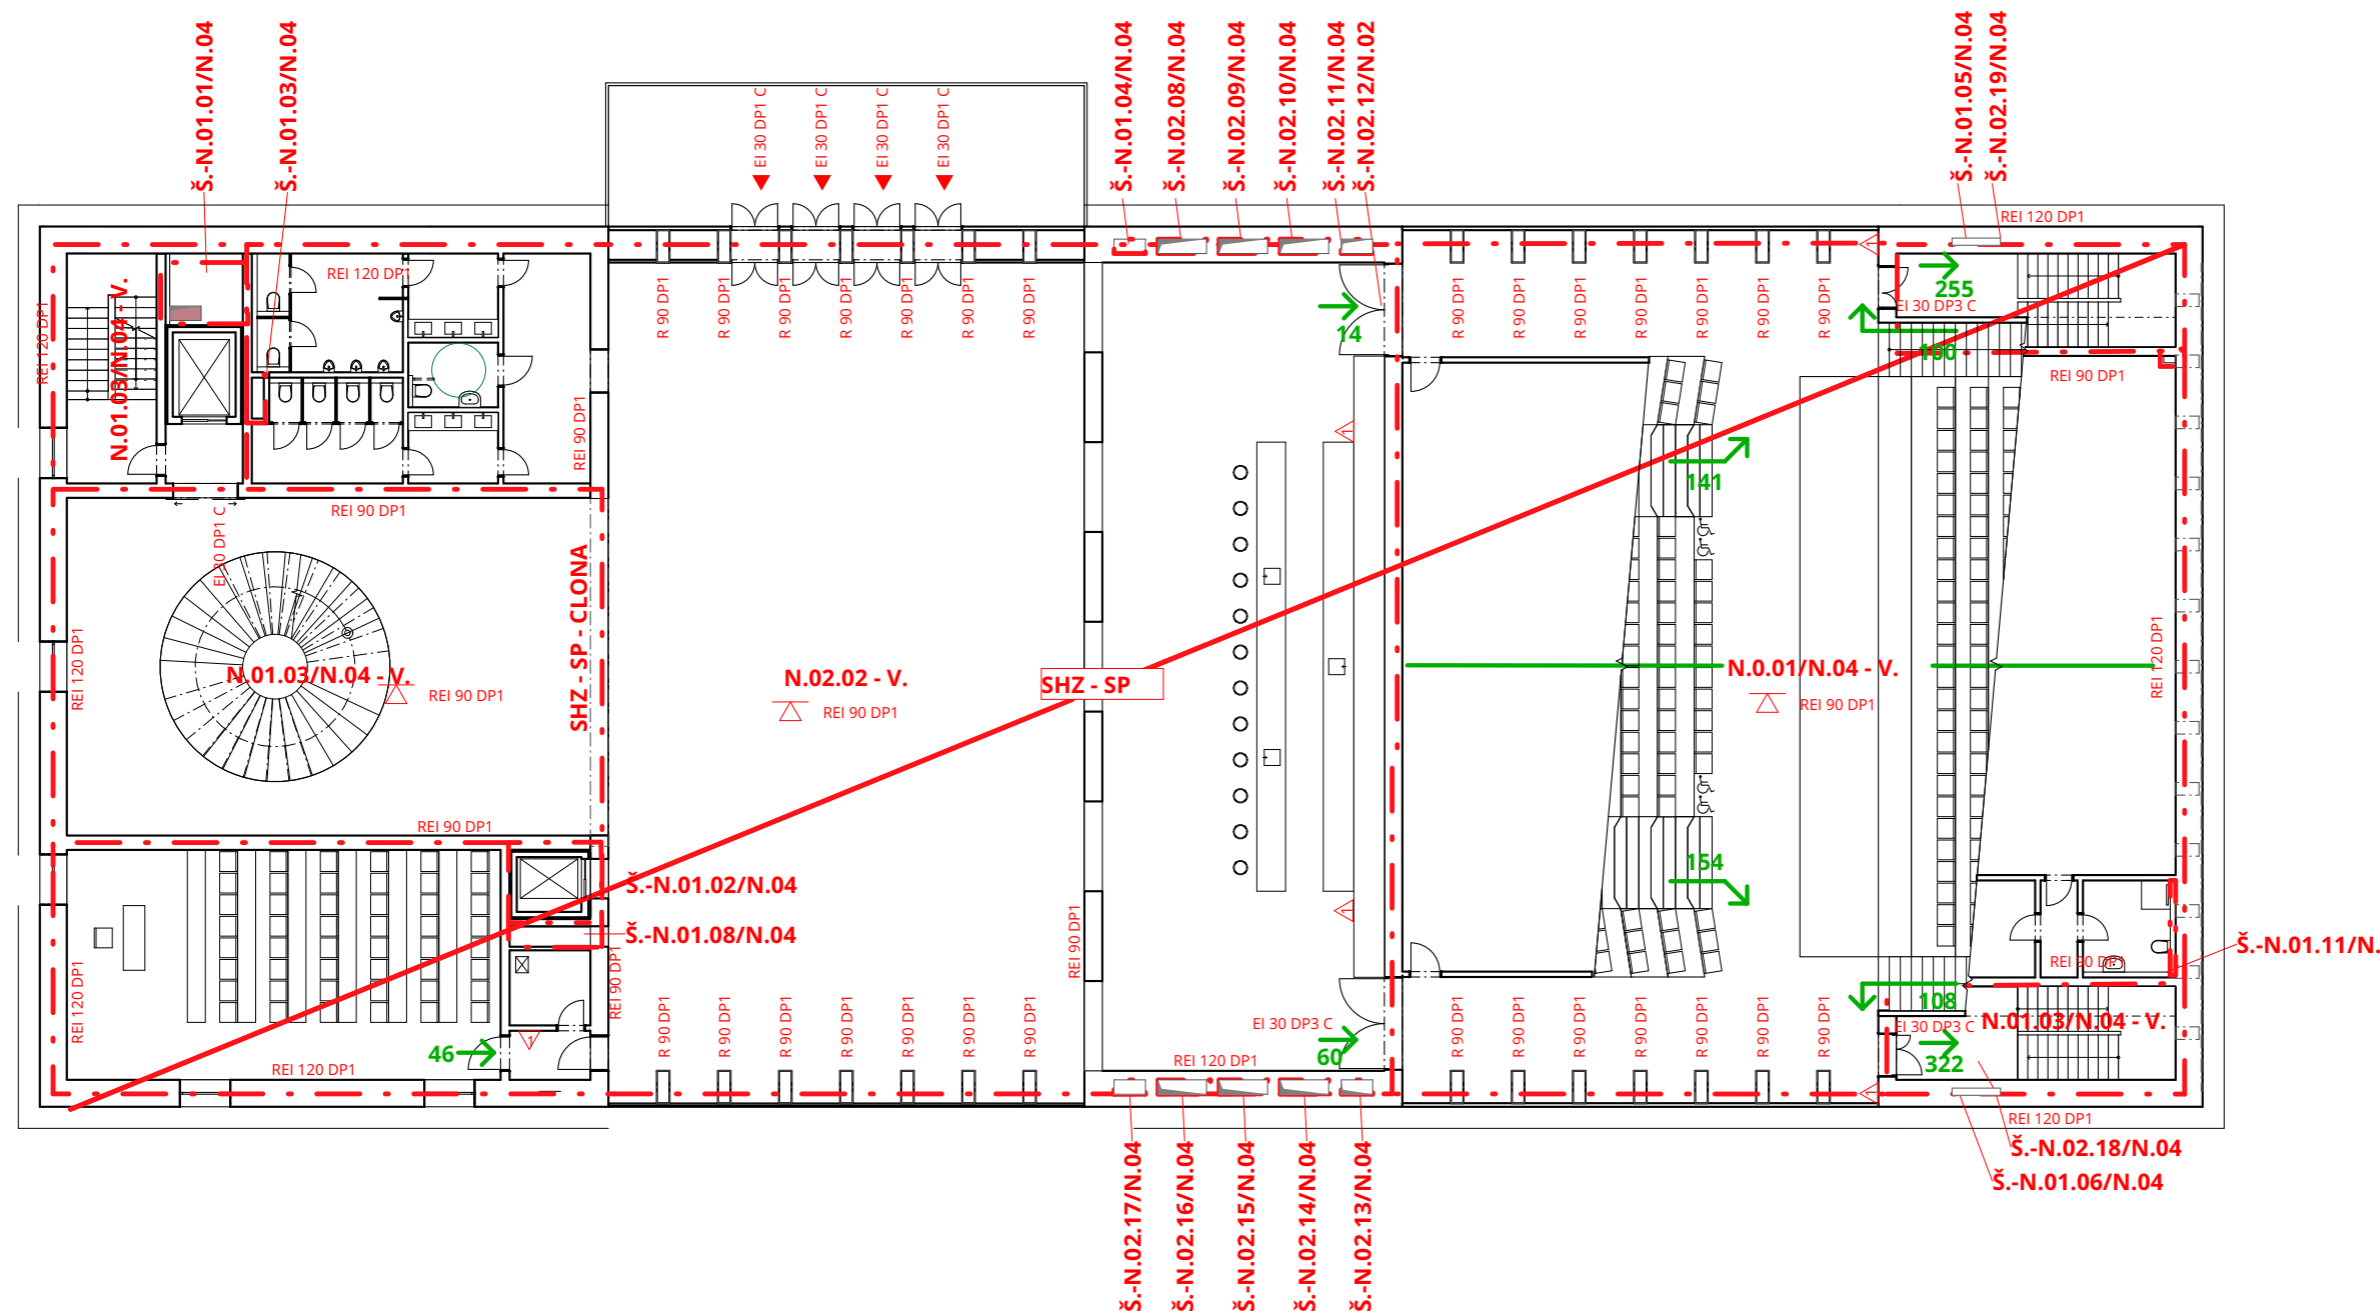 Š.-N.01.01/N.04
Š.-N.01.03/N.04
EI 30 DP1 C
EI 30 DP1 C
EI 30 DP1 C
EI 30 DP1 C
Š.-N.01.04/N.04
Š.-N.02.08/N.04
Š.-N.02.09/N.04
Š.-N.02.10/N.04
Š.-N.02.11/N.04
Š.-N.02.12/N.02
Š.-N.01.05/N.04
Š.-N.02.19/N.04
REI 120 DP1
REI 120 DP1
REI 120 DP1
N.01.03/N.04 - V.
R 90 DP1
R 90 DP1
R 90 DP1
R 90 DP1
R 90 DP1
R 90 DP1
R 90 DP1
14
R 90 DP1
R 90 DP1
R 90 DP1
R 90 DP1
R 90 DP1
R 90 DP1
R 90 DP1
1
255
EI 30 DP3 C
100
REI 90 DP1
REI 90 DP1
1
141
REI 90 DP1
EI 30 DP1 C
SHZ - SP - CLONA
REI 120 DP1
N.01.03/N.04 - V.
REI 90 DP1
N.02.02 - V.
REI 90 DP1
SHZ - SP
N.0.01/N.04 - V.
REI 90 DP1
REI 120 DP1
REI 90 DP1
154
Š.-N.01.02/N.04
Š.-N.01.08/N.04
1
REI 90 DP1
REI 90 DP1
REI 120 DP1
REI 90 DP1
Š.-N.01.11/N.
108
EI 30 DP3 C
N.01.03/N.04 - V.
322
46
1
REI 120 DP1
R 90 DP1
R 90 DP1
R 90 DP1
R 90 DP1
R 90 DP1
R 90 DP1
R 90 DP1
EI 30 DP3 C
60
REI 120 DP1
R 90 DP1
R 90 DP1
R 90 DP1
R 90 DP1
R 90 DP1
R 90 DP1
R 90 DP1
1
REI 120 DP1
Š.-N.02.18/N.04
Š.-N.01.06/N.04
Š.-N.02.17/N.04
Š.-N.02.16/N.04
Š.-N.02.15/N.04
Š.-N.02.14/N.04
Š.-N.02.13/N.04